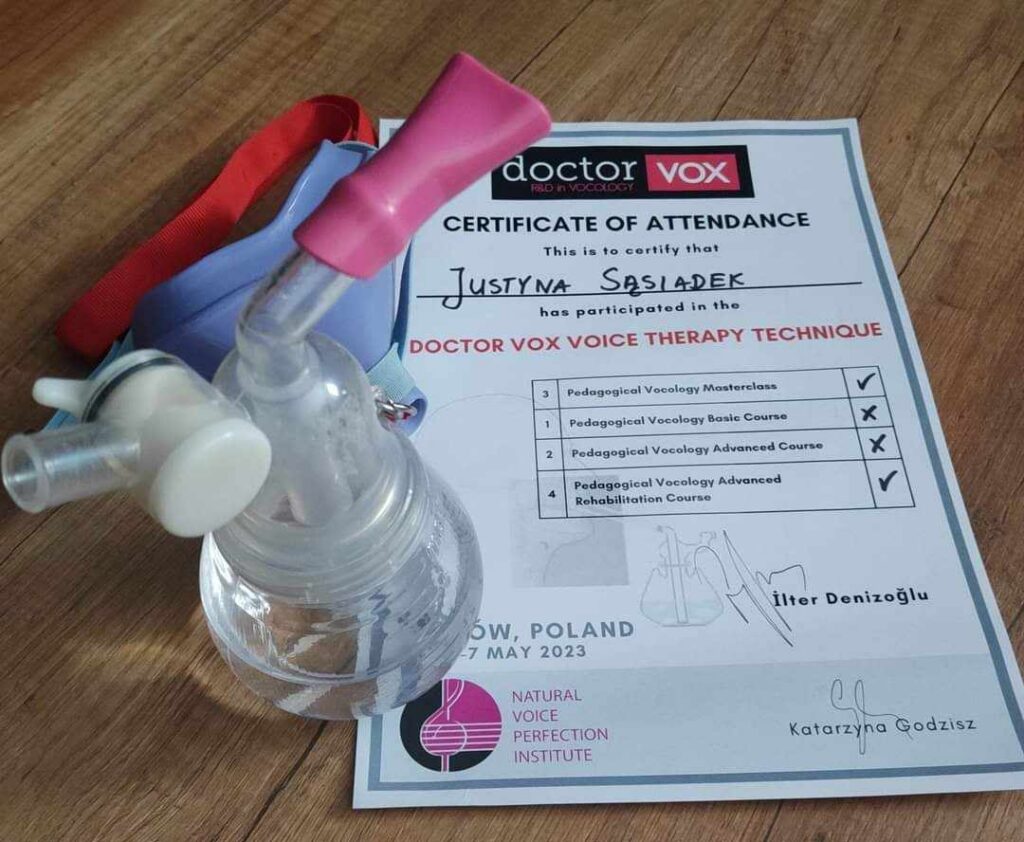 doctor VOX
R&D in VOCOLOGY
CERTIFICATE OF ATTENDANCE
This is to certify that
JUSTYNA SĄSIADEK
has participated in the
DOCTOR VOX VOICE THERAPY TECHNIQUE
3 Pedagogical Vocology Masterclass ✔
1 Pedagogical Vocology Basic Course ✘
2 Pedagogical Vocology Advanced Course ✘
4 Pedagogical Vocology Advanced
Rehabilitation Course ✔
İlter Denizoğlu
ÓW, POLAND
-7 MAY 2023
NATURAL
VOICE
PERFECTION
INSTITUTE
Katarzyna Godzisz